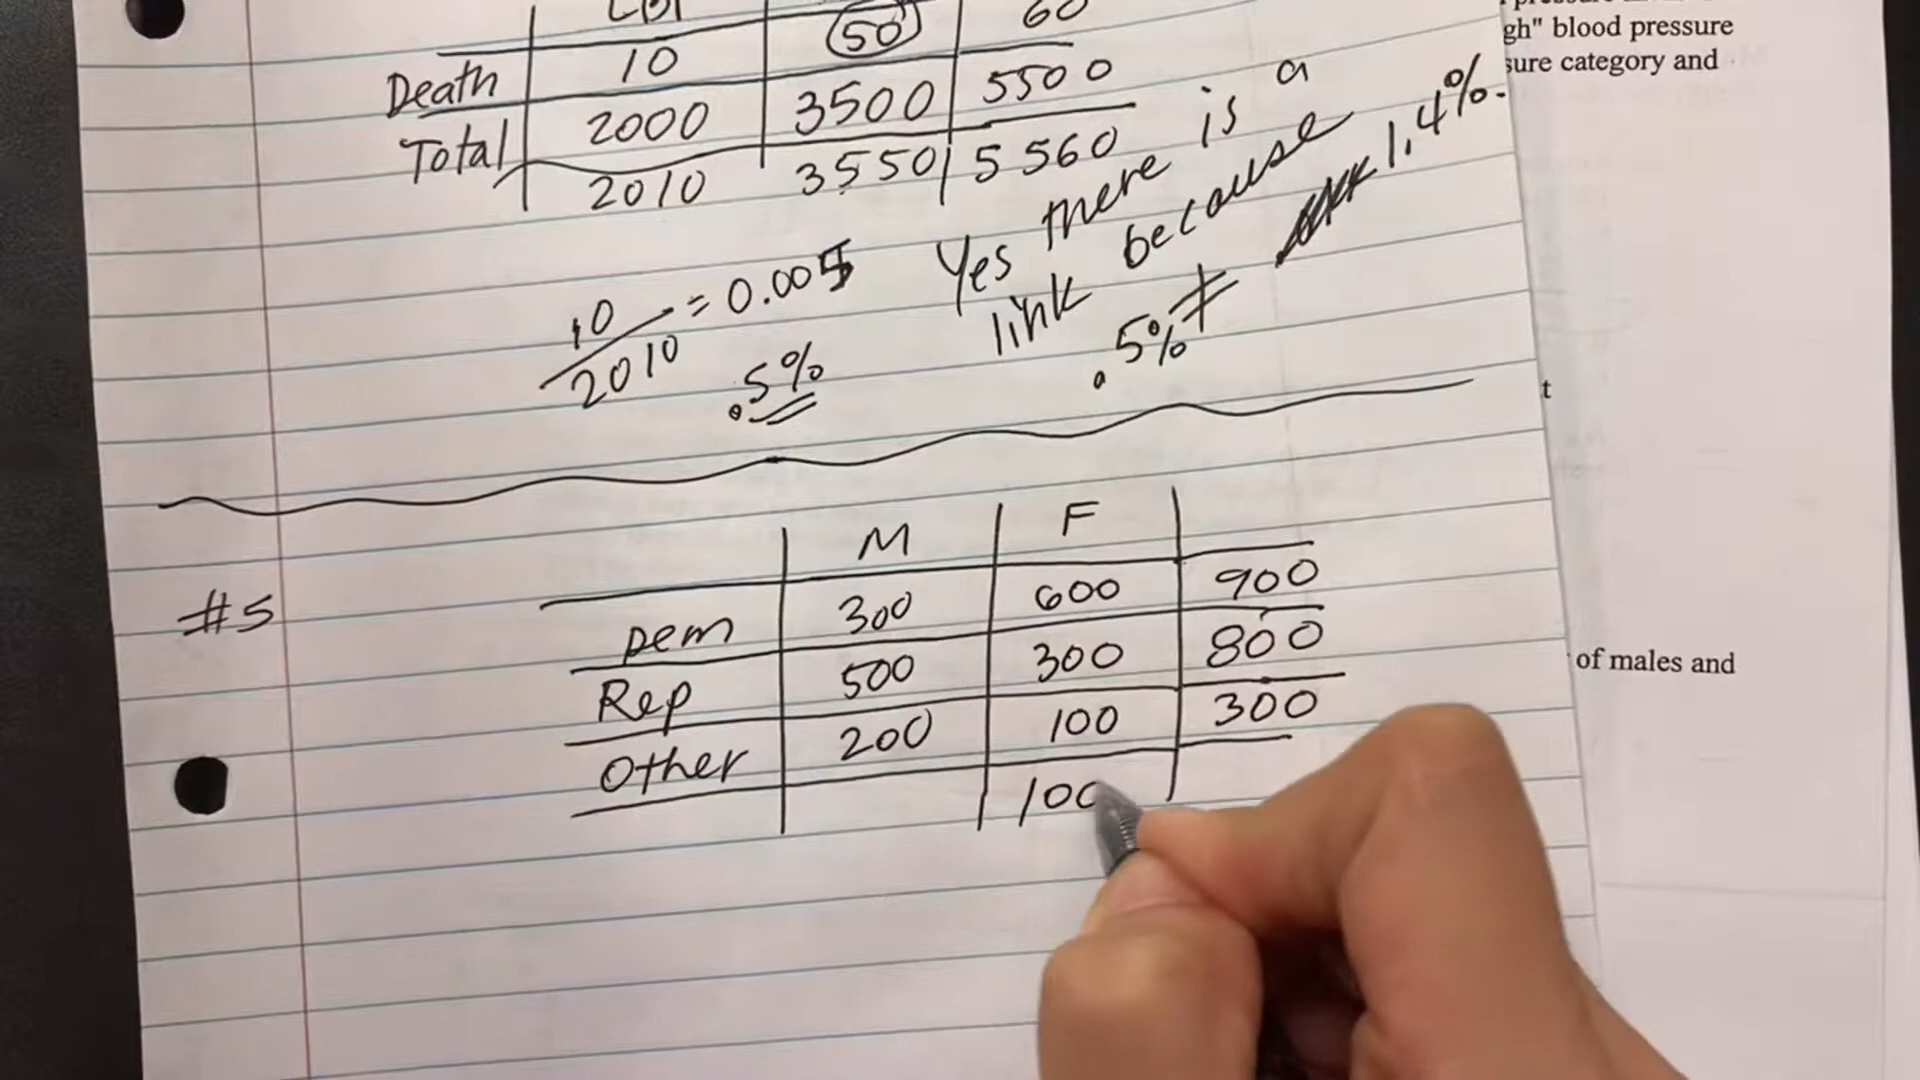 50 60
Death 10
Total 2000 3500 5500
2010 3550 5560
10
2010 = 0.005
.5%
Yes there is a
link because
.5% ≠ 1.4%.
gh" blood pressure
sure category and
t
of males and
#5
M F
Dem 300 600 900
Rep 500 300 800
Other 200 100 300
100